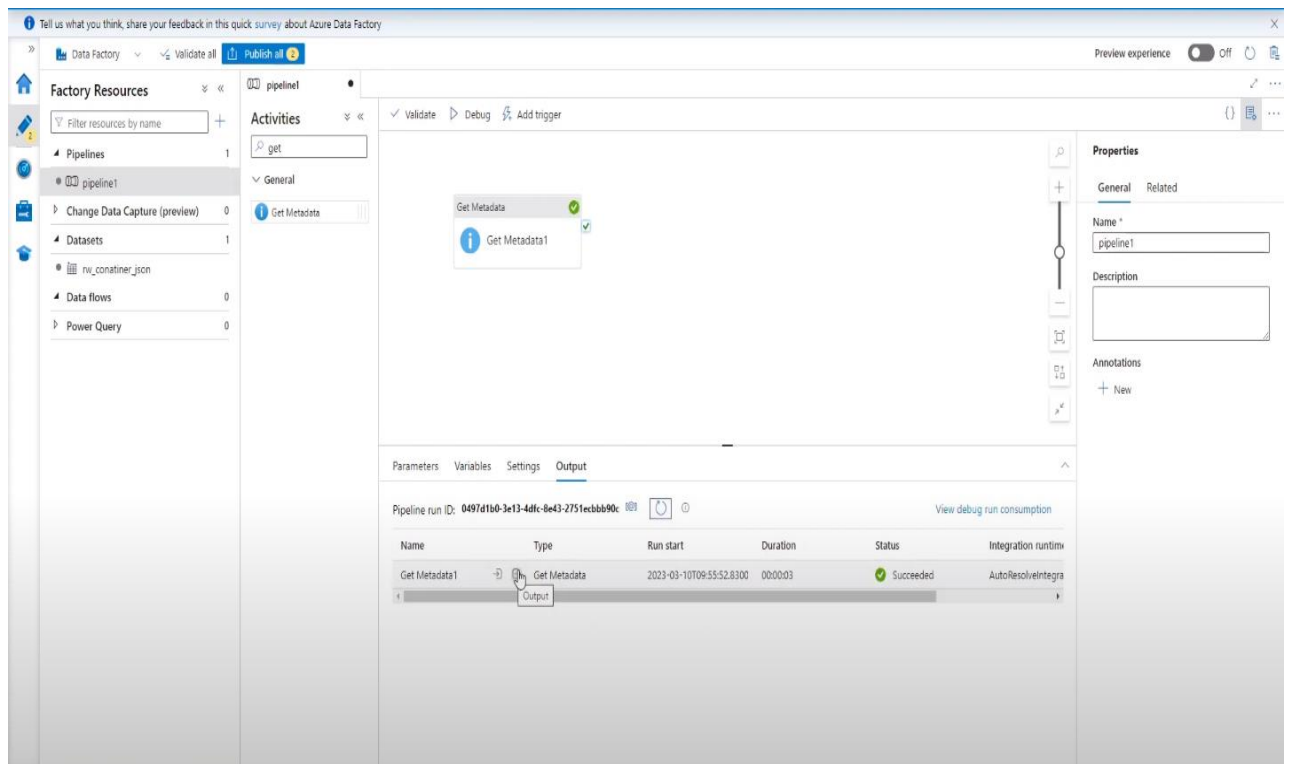 Tell us what you think, share your feedback in this quick survey about Azure Data Factory
Data Factory
Validate all
Publish all 2
Preview experience
Off
Factory Resources
Filter resources by name
Pipelines 1
pipeline1
Change Data Capture (preview) 0
Datasets 1
rw_conatiner_json
Data flows 0
Power Query 0
2
pipeline1
Activities
get
General
Get Metadata
Validate
Debug
Add trigger
Get Metadata
Get Metadata1
Properties
General Related
Name *
pipeline1
Description
Annotations
New
Parameters Variables Settings Output
Pipeline run ID: 0497d1b0-3e13-4dfc-8e43-2751ecbbb90c
View debug run consumption
Name Type Run start Duration Status Integration runtime
Get Metadata1 Get Metadata 2023-03-10T09:55:52.8300 00:00:03 Succeeded AutoResolveIntegra
Output